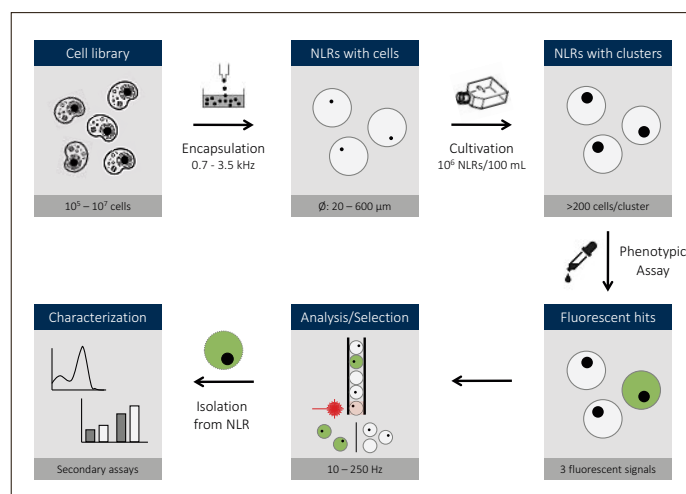 Cell library
10⁵ – 10⁷ cells
Encapsulation
0.7 - 3.5 kHz
NLRs with cells
Ø: 20 – 600 µm
Cultivation
10⁶ NLRs/100 mL
NLRs with clusters
>200 cells/cluster
Phenotypic
Assay
Fluorescent hits
3 fluorescent signals
Analysis/Selection
10 – 250 Hz
Isolation
from NLR
Characterization
Secondary assays